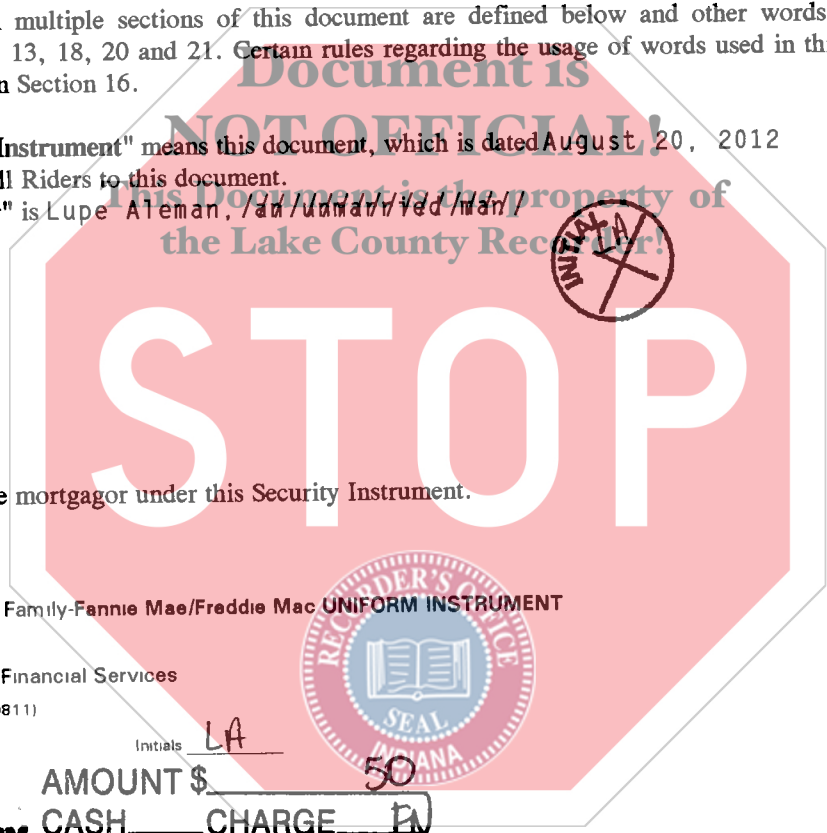 multiple sections of this document are defined below and other words
13, 18, 20 and 21. Certain rules regarding the usage of words used in th
n Section 16.
Document is
NOT OFFICIAL!
This Document is the property of
the Lake County Recorder!
Instrument" means this document, which is dated August 20, 2012
ll Riders to this document.
" is Lupe Aleman, /an/unmarried/man//
INITIAL LA
STOP
e mortgagor under this Security Instrument.
Family-Fannie Mae/Freddie Mac UNIFORM INSTRUMENT
RECORDER'S OFFICE
SEAL
INDIANA
Financial Services
811)
Initials LA
AMOUNT $ 50
CASH CHARGE